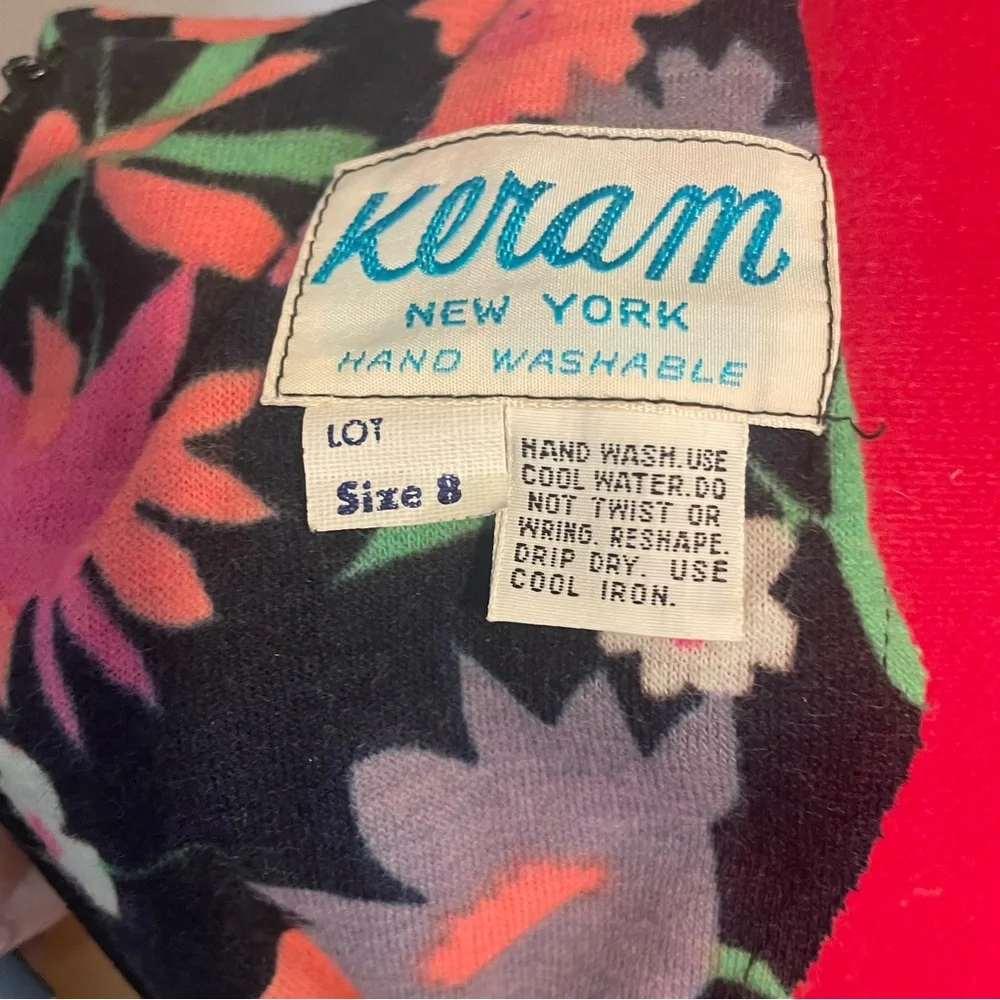 Keram
NEW YORK
HAND WASHABLE
LOT
Size 8
HAND WASH. USE
COOL WATER. DO
NOT TWIST OR
WRING. RESHAPE.
DRIP DRY. USE
COOL IRON.